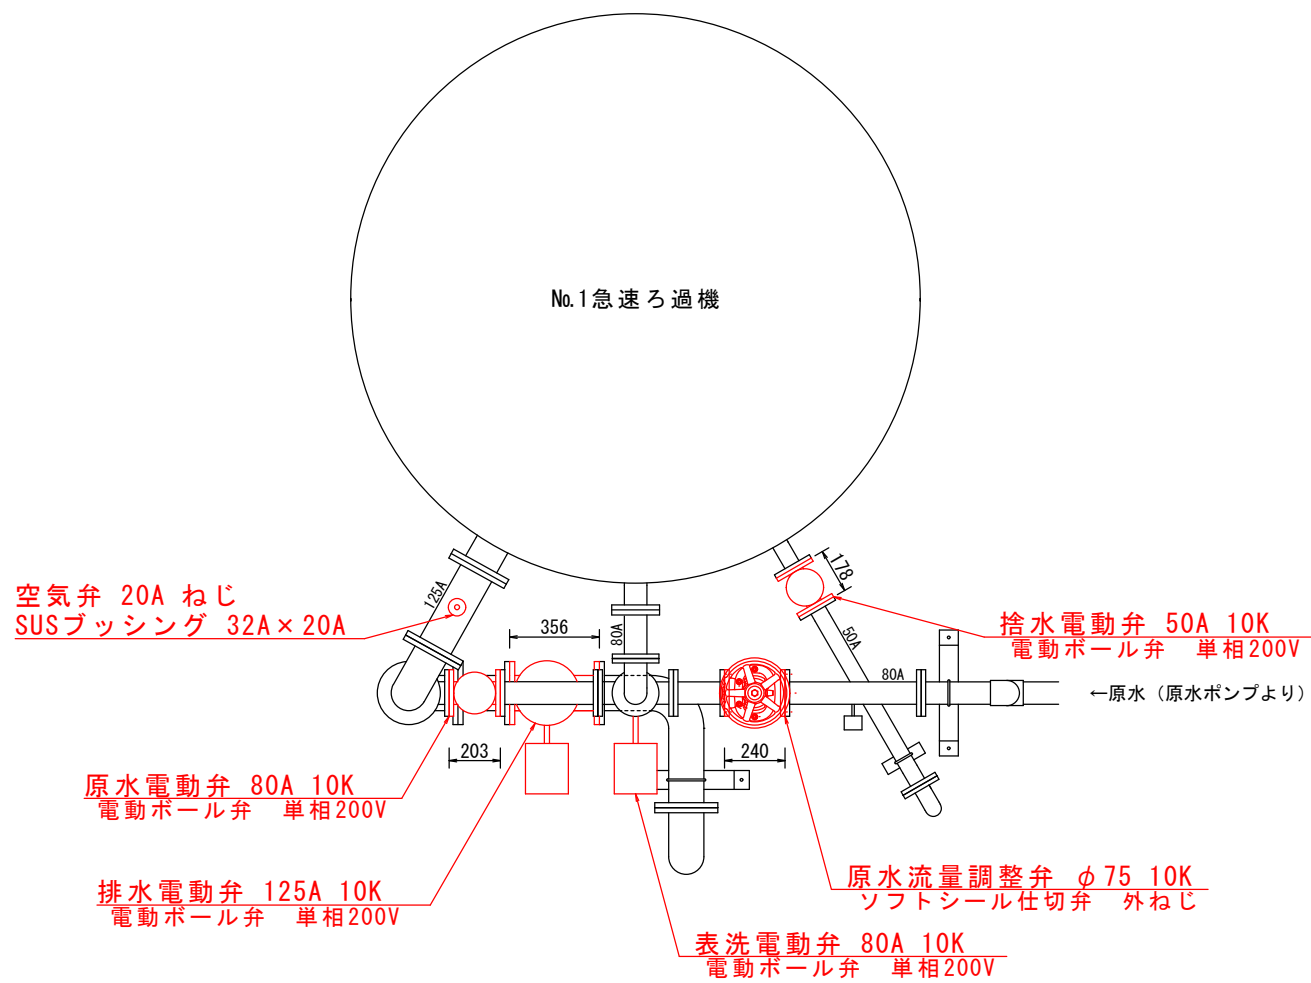 №1急速ろ過機
空気弁 20A ねじ
SUSブッシング 32A×20A
125A
356
80A
178
50A
捨水電動弁 50A 10K
電動ボール弁 単相200V
80A
←原水（原水ポンプより）
203
240
原水電動弁 80A 10K
電動ボール弁 単相200V
排水電動弁 125A 10K
電動ボール弁 単相200V
原水流量調整弁 φ75 10K
ソフトシール仕切弁 外ねじ
表洗電動弁 80A 10K
電動ボール弁 単相200V